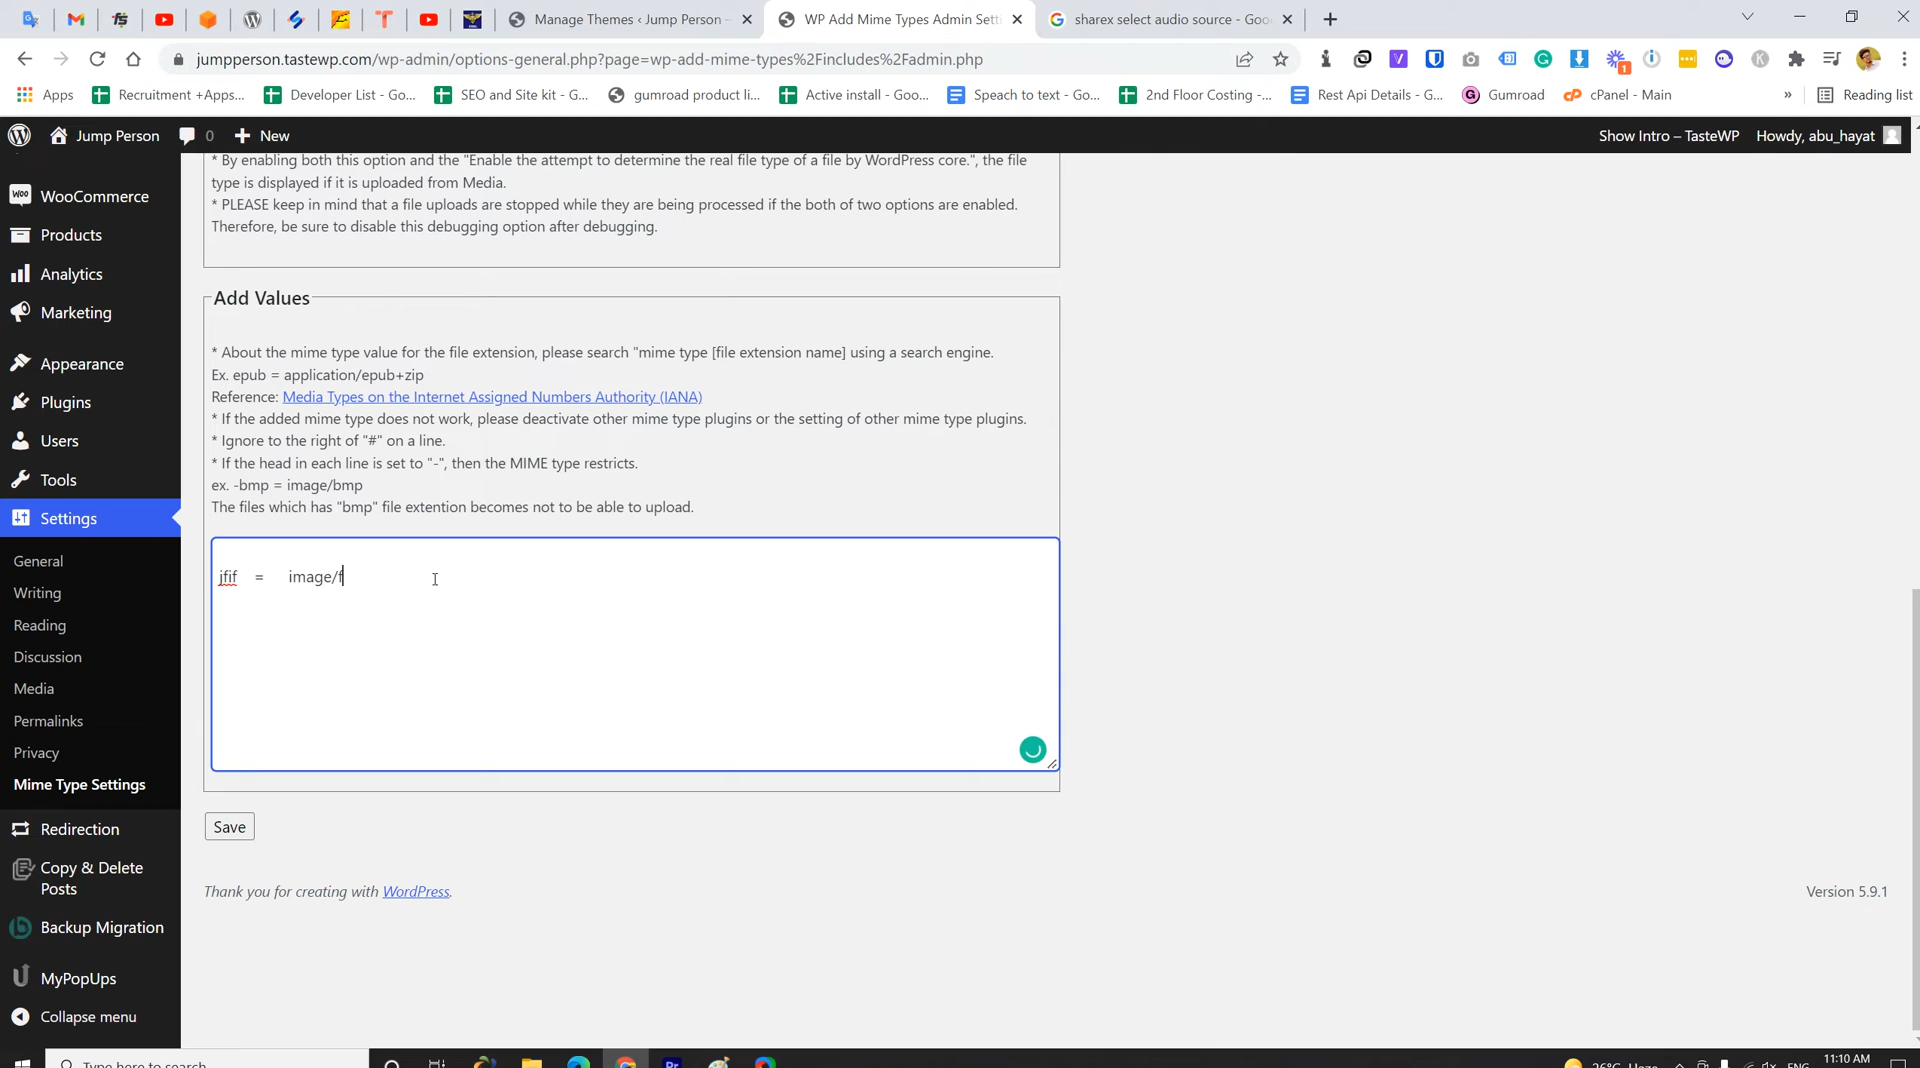 Manage Themes ‹ Jump Person –
WP Add Mime Types Admin Sett
sharex select audio source - Goo
jumpperson.tastewp.com/wp-admin/options-general.php?page=wp-add-mime-types%2Fincludes%2Fadmin.php
Apps
Recruitment +Apps...
Developer List - Go...
SEO and Site kit - G...
gumroad product li...
Active install - Goo...
Speach to text - Go...
2nd Floor Costing -...
Rest Api Details - G...
Gumroad
cPanel - Main
»
Reading list
Jump Person
0
New
Show Intro – TasteWP
Howdy, abu_hayat
WooCommerce
Products
Analytics
Marketing
Appearance
Plugins
Users
Tools
Settings
General
Writing
Reading
Discussion
Media
Permalinks
Privacy
Mime Type Settings
Redirection
Copy & Delete
Posts
Backup Migration
MyPopUps
Collapse menu
* By enabling both this option and the "Enable the attempt to determine the real file type of a file by WordPress core.", the file
type is displayed if it is uploaded from Media.
* PLEASE keep in mind that a file uploads are stopped while they are being processed if the both of two options are enabled.
Therefore, be sure to disable this debugging option after debugging.
Add Values
* About the mime type value for the file extension, please search "mime type [file extension name] using a search engine.
Ex. epub = application/epub+zip
Reference: Media Types on the Internet Assigned Numbers Authority (IANA)
* If the added mime type does not work, please deactivate other mime type plugins or the setting of other mime type plugins.
* Ignore to the right of "#" on a line.
* If the head in each line is set to "-", then the MIME type restricts.
ex. -bmp = image/bmp
The files which has "bmp" file extention becomes not to be able to upload.
jfif = image/f
Save
Thank you for creating with WordPress.
Version 5.9.1
Type here to search
26°C Haze
ENG
11:10 AM